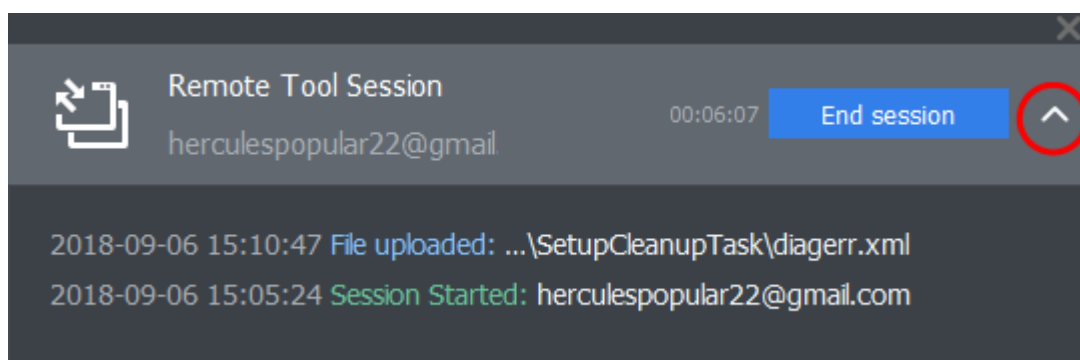 Remote Tool Session
00:06:07 End session
herculespopular22@gmail
2018-09-06 15:10:47 File uploaded: ...\SetupCleanupTask\diagerr.xml
2018-09-06 15:05:24 Session Started: herculespopular22@gmail.com